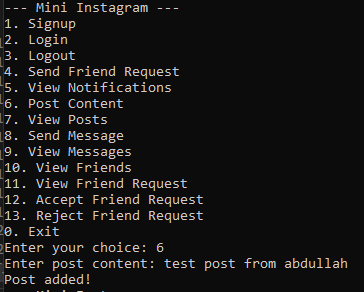 --- Mini Instagram ---
1. Signup
2. Login
3. Logout
4. Send Friend Request
5. View Notifications
6. Post Content
7. View Posts
8. Send Message
9. View Messages
10. View Friends
11. View Friend Request
12. Accept Friend Request
13. Reject Friend Request
0. Exit
Enter your choice: 6
Enter post content: test post from abdullah
Post added!